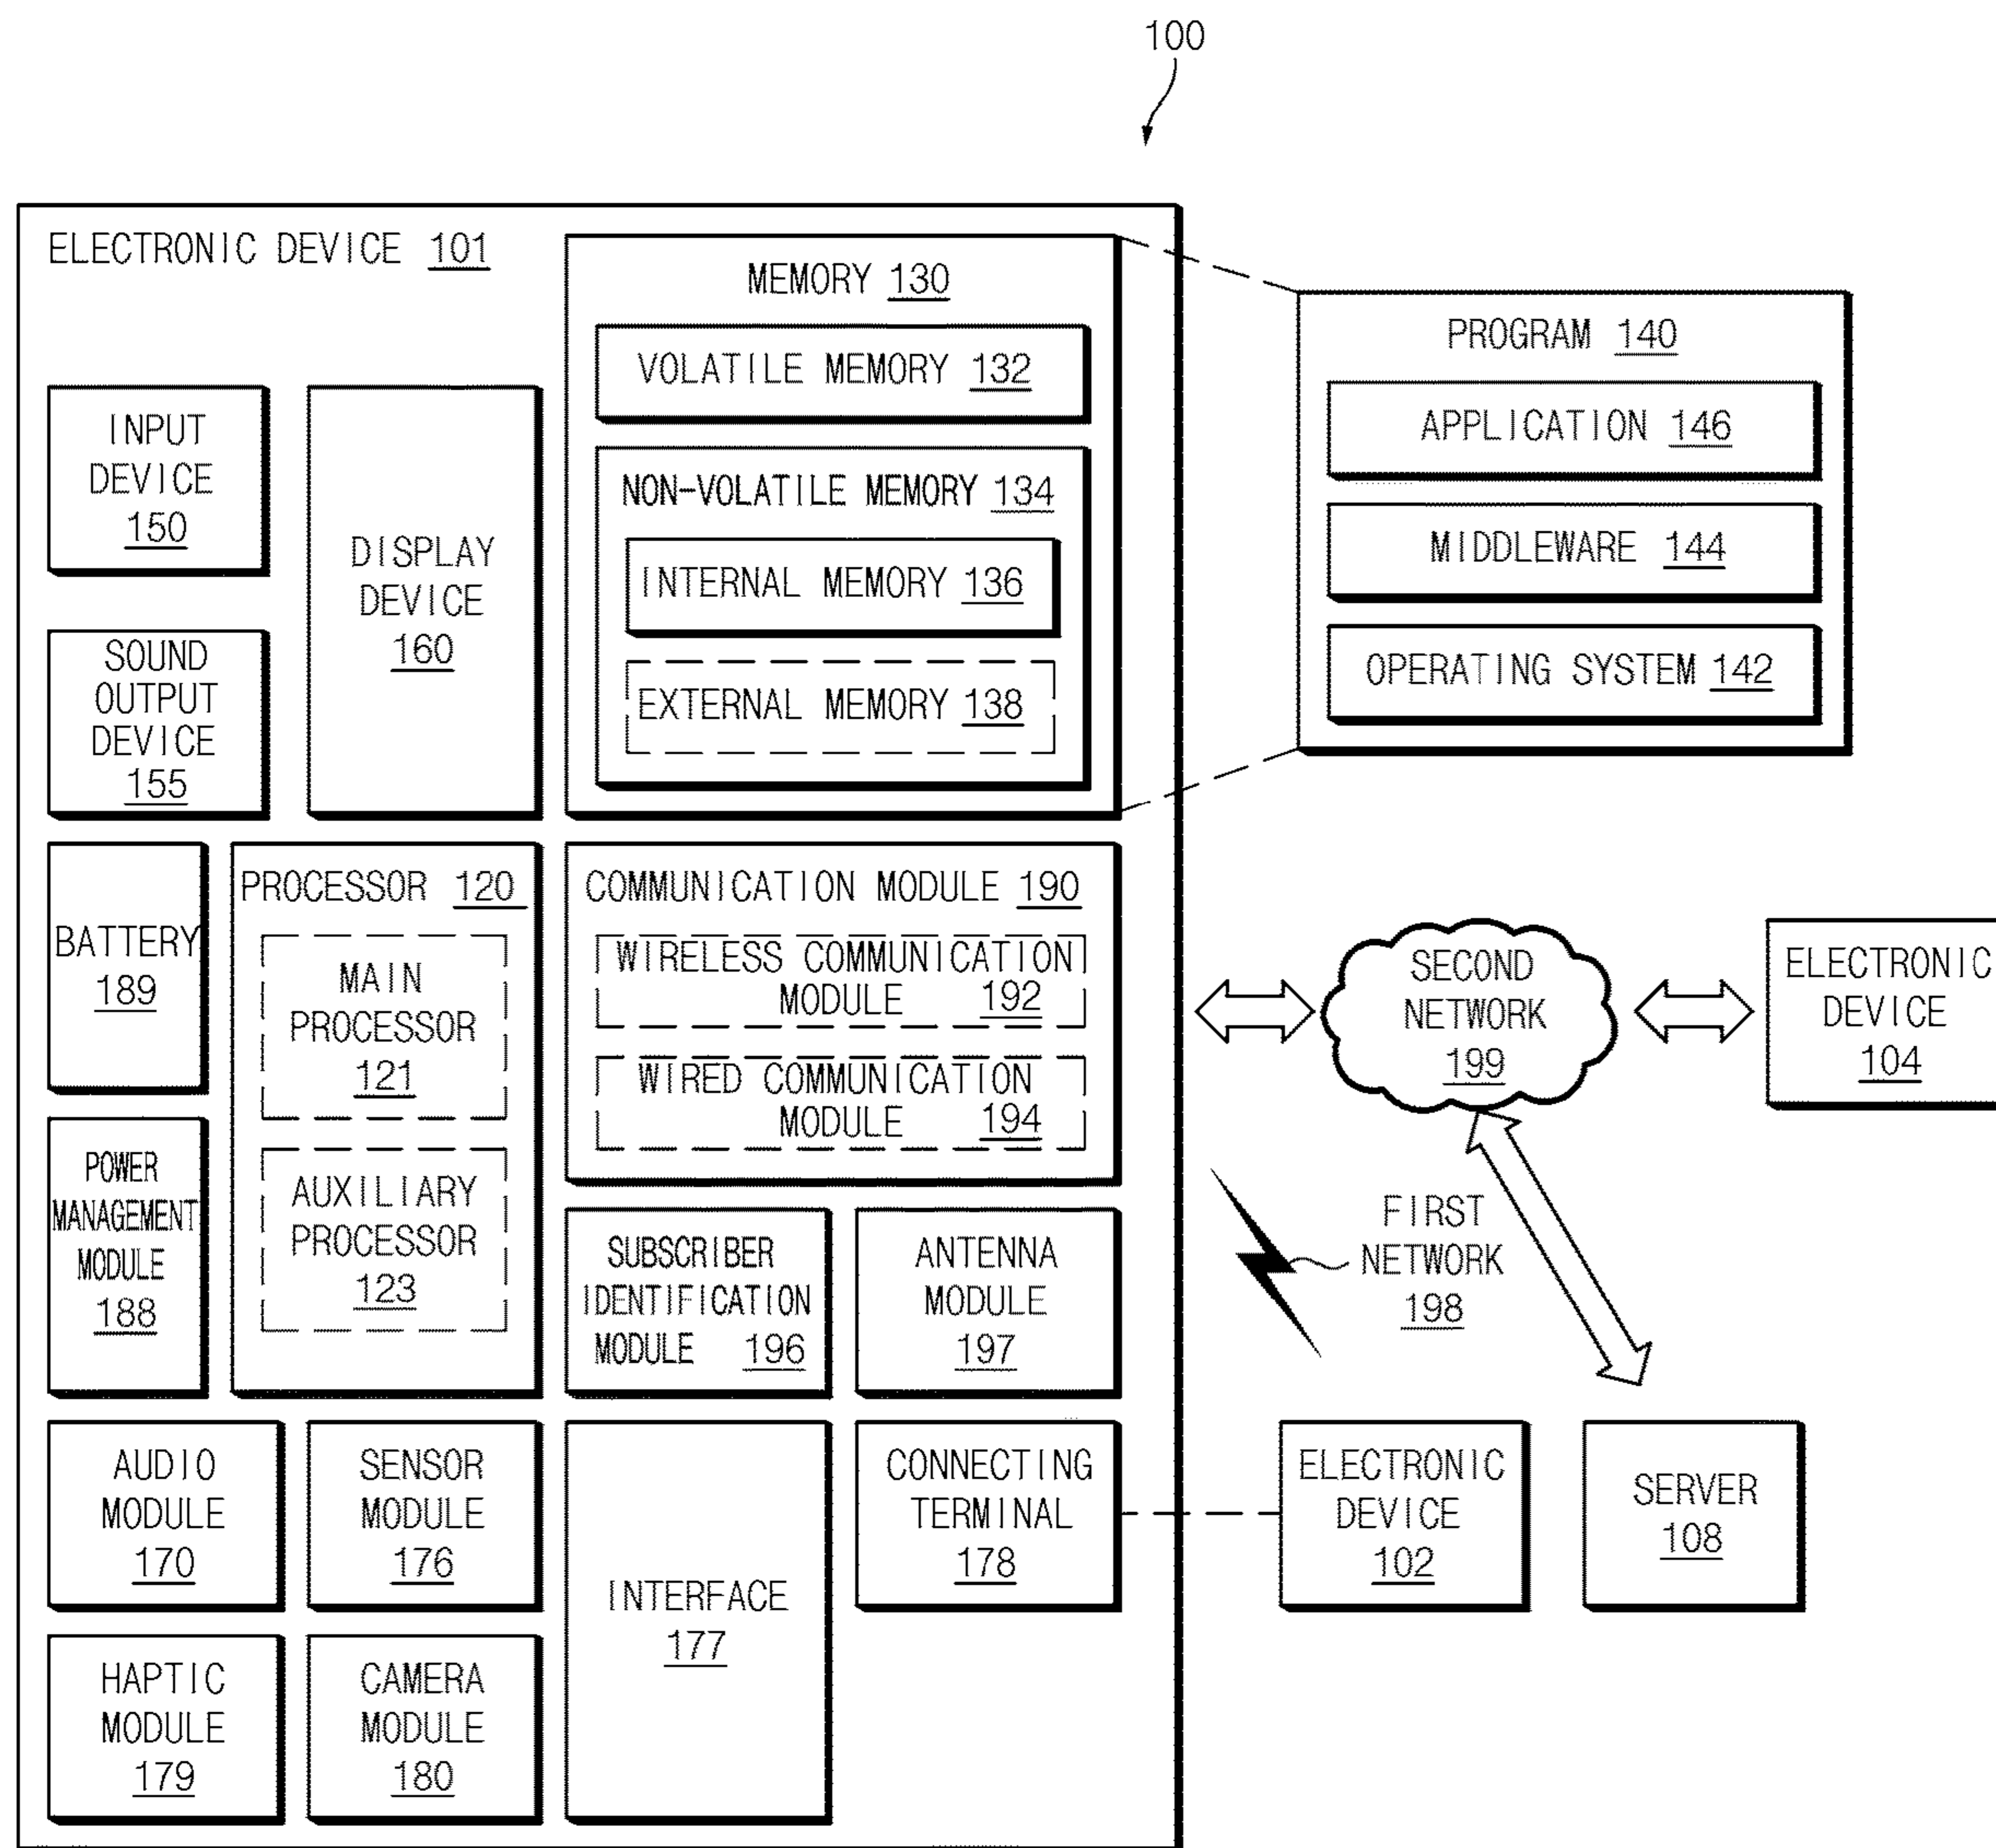 100
ELECTRONIC DEVICE 101
MEMORY 130
VOLATILE MEMORY 132
NON-VOLATILE MEMORY 134
INTERNAL MEMORY 136
EXTERNAL MEMORY 138
PROGRAM 140
APPLICATION 146
MIDDLEWARE 144
OPERATING SYSTEM 142
INPUT
DEVICE
150
DISPLAY
DEVICE
160
SOUND
OUTPUT
DEVICE
155
BATTERY
189
PROCESSOR 120
MAIN
PROCESSOR
121
AUXILIARY
PROCESSOR
123
POWER
MANAGEMENT
MODULE
188
COMMUNICATION MODULE 190
WIRELESS COMMUNICATION
MODULE 192
WIRED COMMUNICATION
MODULE 194
SUBSCRIBER
IDENTIFICATION
MODULE 196
ANTENNA
MODULE
197
SECOND
NETWORK
199
ELECTRONIC
DEVICE
104
FIRST
NETWORK
198
AUDIO
MODULE
170
SENSOR
MODULE
176
INTERFACE
177
CONNECTING
TERMINAL
178
ELECTRONIC
DEVICE
102
SERVER
108
HAPTIC
MODULE
179
CAMERA
MODULE
180